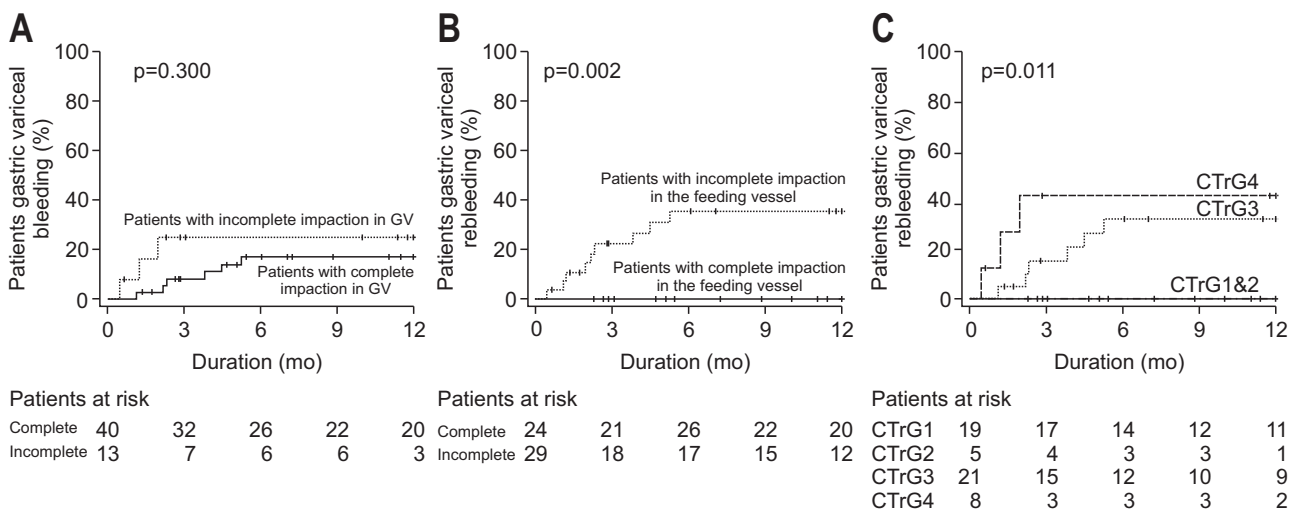 A
Patients gastric variceal
bleeding (%)
100
80
60
40
20
0
p=0.300
Patients with incomplete impaction in GV
Patients with complete
impaction in GV
0 3 6 9 12
Duration (mo)
Patients at risk
Complete 40 32 26 22 20
Incomplete 13 7 6 6 3
B
Patients gastric variceal
rebleeding (%)
100
80
60
40
20
0
p=0.002
Patients with incomplete impaction
in the feeding vessel
Patients with complete impaction
in the feeding vessel
0 3 6 9 12
Duration (mo)
Patients at risk
Complete 24 21 26 22 20
Incomplete 29 18 17 15 12
C
Patients gastric variceal
rebleeding (%)
100
80
60
40
20
0
p=0.011
CTrG4
CTrG3
CTrG1&2
0 3 6 9 12
Duration (mo)
Patients at risk
CTrG1 19 17 14 12 11
CTrG2 5 4 3 3 1
CTrG3 21 15 12 10 9
CTrG4 8 3 3 3 2